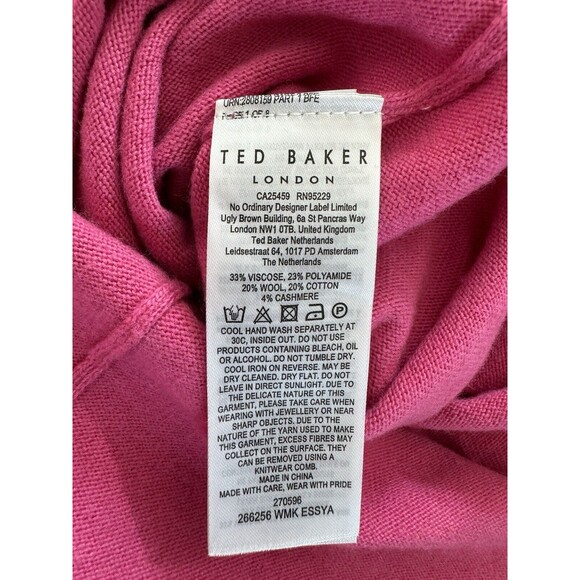 URN:2808159 PART 1 BFE
TED BAKER
LONDON
CA25459 RN95229
No Ordinary Designer Label Limited
Ugly Brown Building, 6a St Pancras Way
London NW1 0TB. United Kingdom
Ted Baker Netherlands
Leidsestraat 64, 1017 PD Amsterdam
The Netherlands
33% VISCOSE, 23% POLYAMIDE
20% WOOL, 20% COTTON
4% CASHMERE
P
COOL HAND WASH SEPARATELY AT
30C, INSIDE OUT. DO NOT USE
PRODUCTS CONTAINING BLEACH, OIL
OR ALCOHOL. DO NOT TUMBLE DRY.
COOL IRON ON REVERSE. MAY BE
DRY CLEANED. DRY FLAT. DO NOT
LEAVE IN DIRECT SUNLIGHT. DUE TO
THE DELICATE NATURE OF THIS
GARMENT, PLEASE TAKE CARE WHEN
WEARING WITH JEWELLERY OR NEAR
SHARP OBJECTS. DUE TO THE
NATURE OF THE YARN USED TO MAKE
THIS GARMENT, EXCESS FIBRES MAY
COLLECT ON THE SURFACE. THEY
CAN BE REMOVED USING A
KNITWEAR COMB.
MADE IN CHINA
MADE WITH CARE, WEAR WITH PRIDE
270596
266256 WMK ESSYA